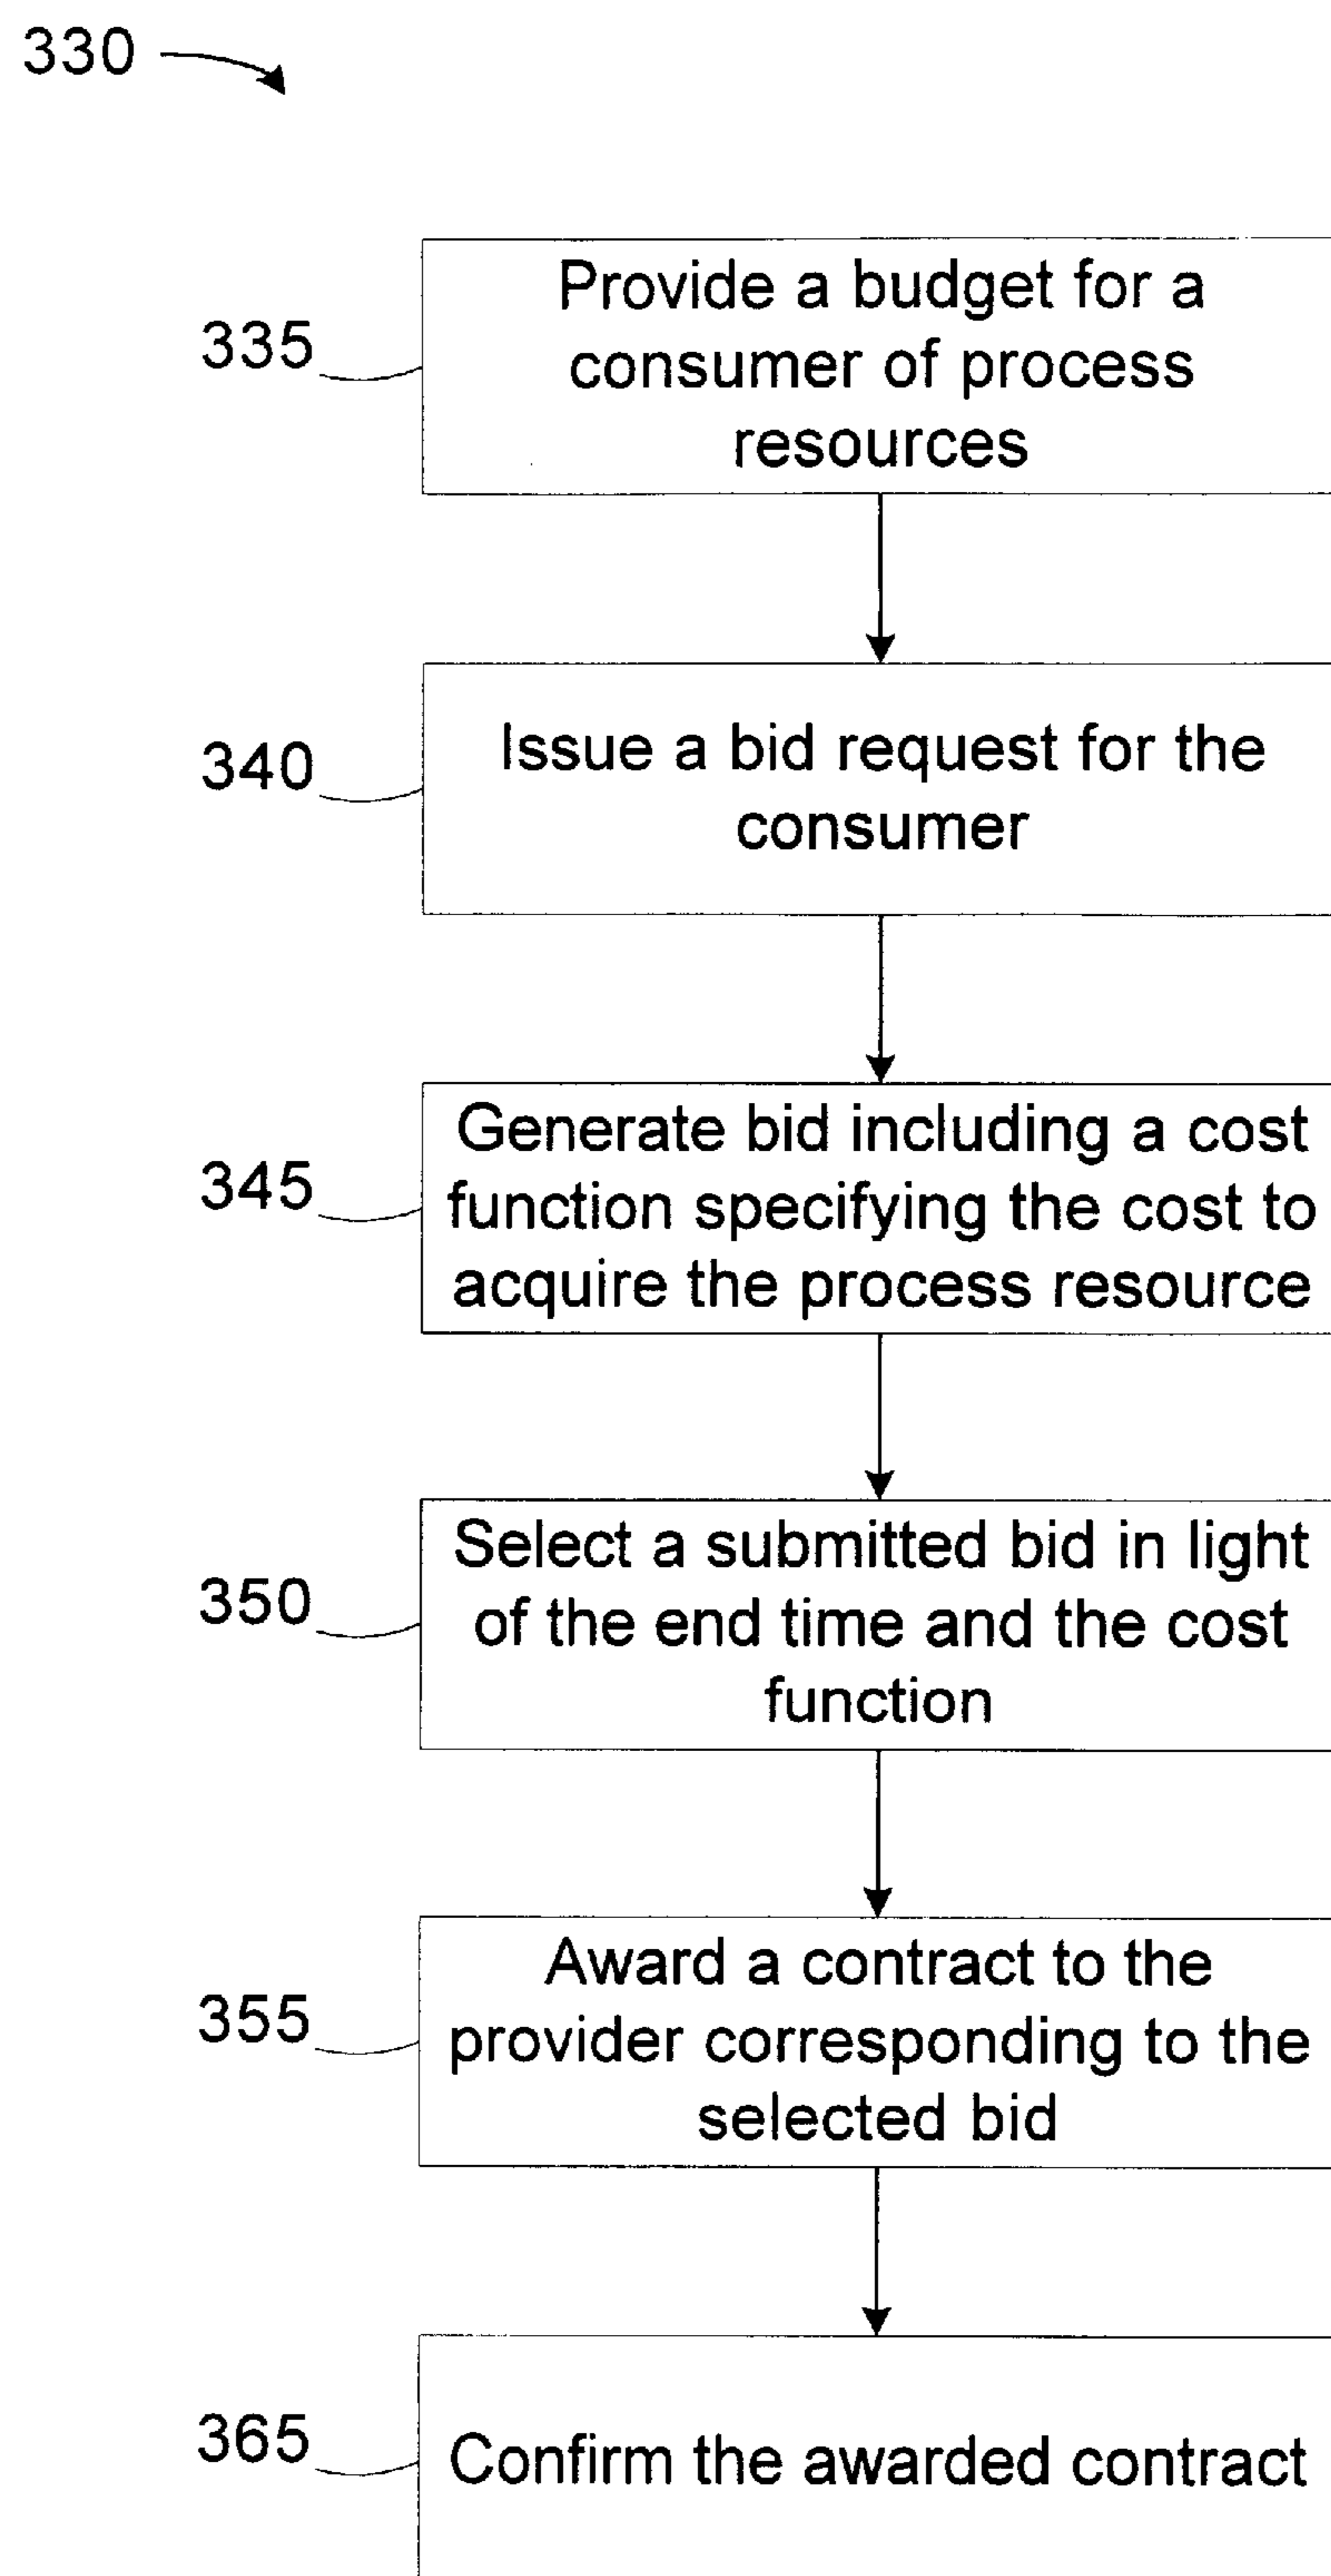 330
335
Provide a budget for a
consumer of process
resources
340
Issue a bid request for the
consumer
345
Generate bid including a cost
function specifying the cost to
acquire the process resource
350
Select a submitted bid in light
of the end time and the cost
function
355
Award a contract to the
provider corresponding to the
selected bid
365
Confirm the awarded contract